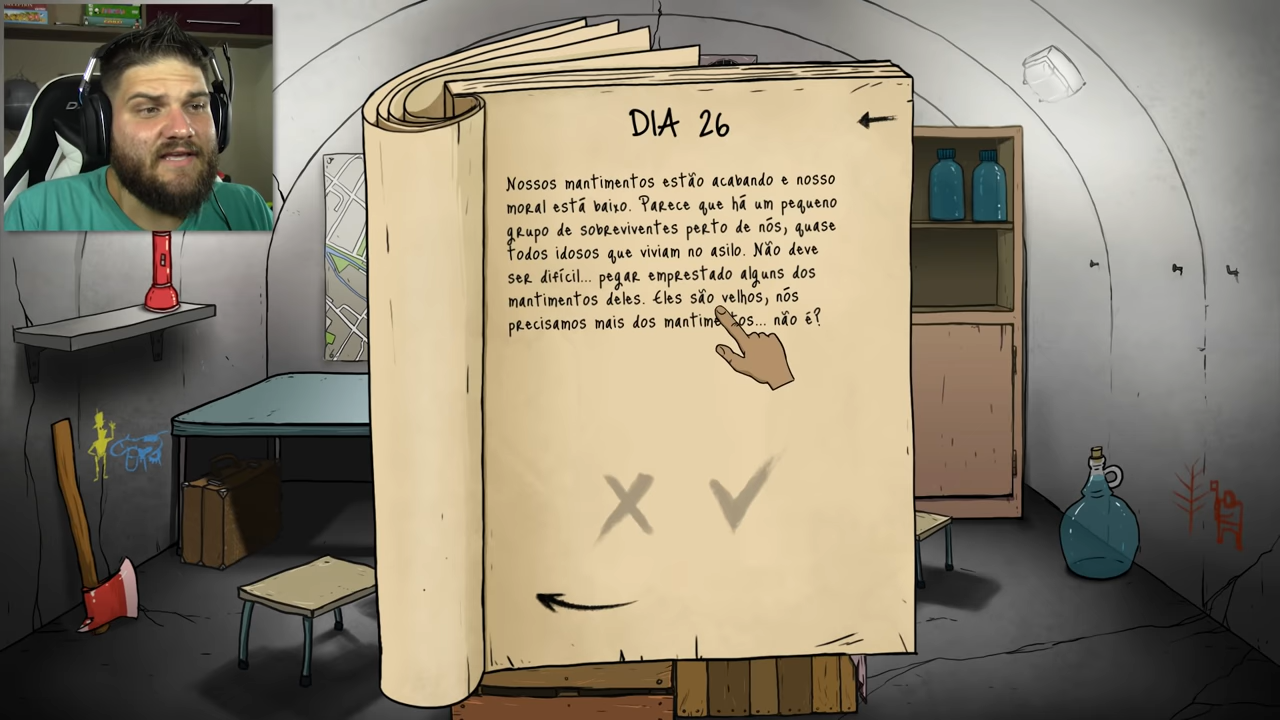 DIA 26
Nossos mantimentos estão acabando e nosso
moral está baixo. Parece que há um pequeno
grupo de sobreviventes perto de nós, quase
todos idosos que viviam no asilo. Não deve
ser difícil... pegar emprestado alguns dos
mantimentos deles. Eles são velhos, nós
precisamos mais dos mantimentos... não é?